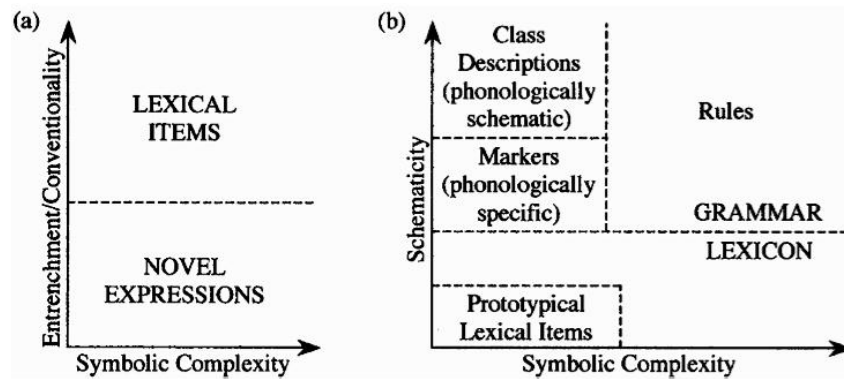 (a)
Entrenchment/Conventionality
LEXICAL
ITEMS
NOVEL
EXPRESSIONS
Symbolic Complexity
(b)
Schematicity
Class
Descriptions
(phonologically
schematic)
Rules
Markers
(phonologically
specific)
GRAMMAR
LEXICON
Prototypical
Lexical Items
Symbolic Complexity